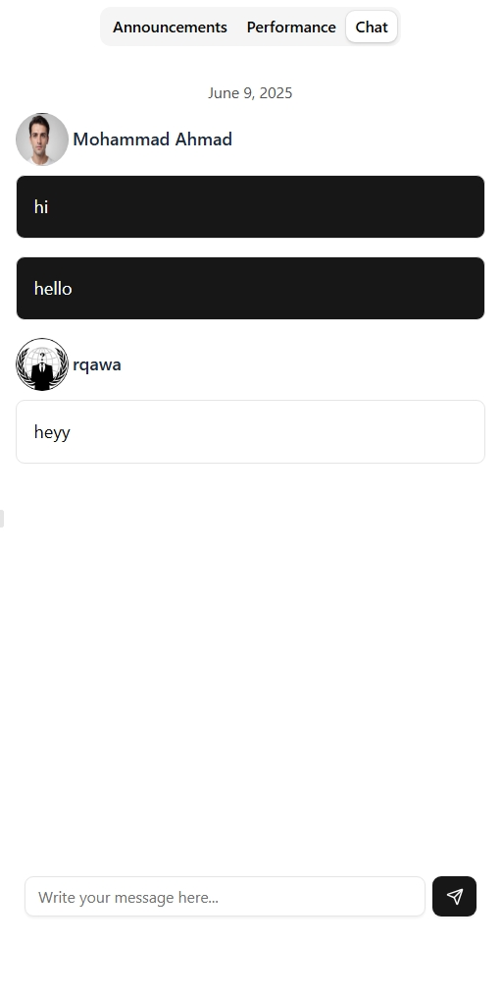 Announcements Performance Chat
June 9, 2025
Mohammad Ahmad
hi
hello
rqawa
heyy
Write your message here...